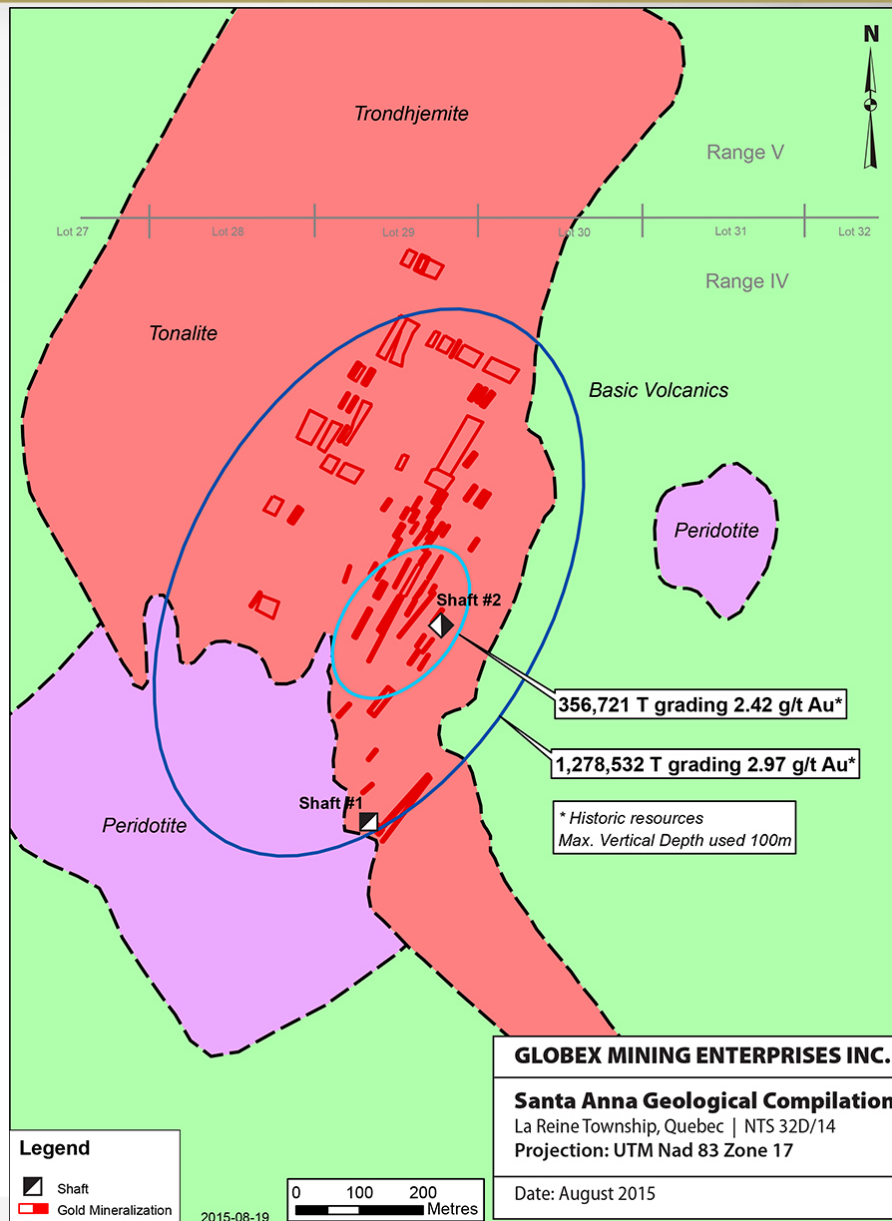 N
Trondhjemite
Range V
Lot 27
Lot 28
Lot 29
Lot 30
Lot 31
Lot 32
Range IV
Tonalite
Basic Volcanics
Peridotite
Shaft #2
356,721 T grading 2.42 g/t Au*
1,278,532 T grading 2.97 g/t Au*
Shaft #1
* Historic resources
Max. Vertical Depth used 100m
Peridotite
GLOBEX MINING ENTERPRISES INC.
Santa Anna Geological Compilation
La Reine Township, Quebec | NTS 32D/14
Projection: UTM Nad 83 Zone 17
Date: August 2015
Legend
Shaft
Gold Mineralization
2015-08-19
0 100 200
Metres